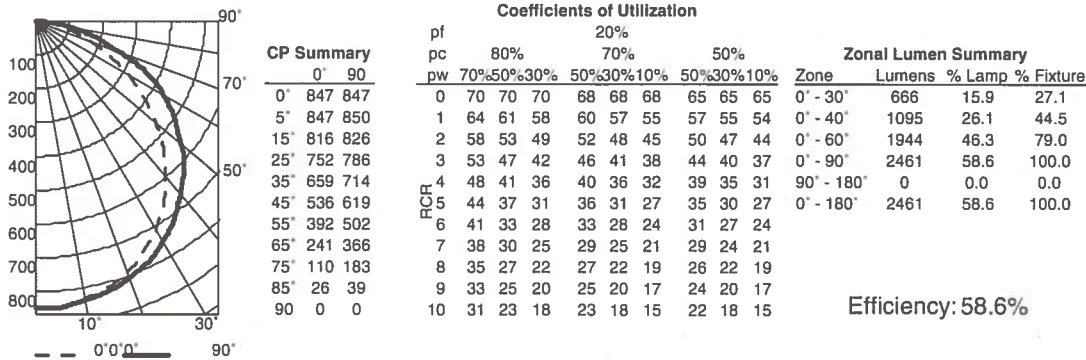 90°
70°
50°
100
200
300
400
500
600
700
800
10° 30°
0°0°0° 90°
CP Summary
0° 90
0° 847 847
5° 847 850
15° 816 826
25° 752 786
35° 659 714
45° 536 619
55° 392 502
65° 241 366
75° 110 183
85° 26 39
90 0 0
Coefficients of Utilization
pf 20%
pc 80% 70% 50%
pw 70%50%30% 50%30%10% 50%30%10%
RCR
0 70 70 70 68 68 68 65 65 65
1 64 61 58 60 57 55 57 55 54
2 58 53 49 52 48 45 50 47 44
3 53 47 42 46 41 38 44 40 37
4 48 41 36 40 36 32 39 35 31
5 44 37 31 36 31 27 35 30 27
6 41 33 28 33 28 24 31 27 24
7 38 30 25 29 25 21 29 24 21
8 35 27 22 27 22 19 26 22 19
9 33 25 20 25 20 17 24 20 17
10 31 23 18 23 18 15 22 18 15
Zonal Lumen Summary
Zone Lumens % Lamp % Fixture
0° - 30° 666 15.9 27.1
0° - 40° 1095 26.1 44.5
0° - 60° 1944 46.3 79.0
0° - 90° 2461 58.6 100.0
90° - 180° 0 0.0 0.0
0° - 180° 2461 58.6 100.0
Efficiency: 58.6%